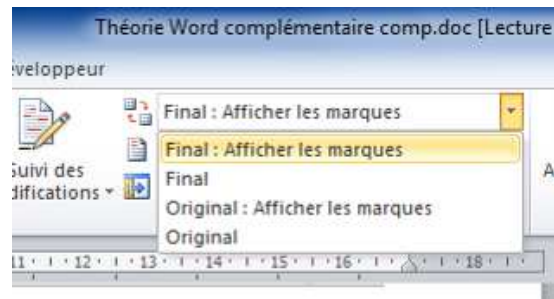 Théorie Word complémentaire comp.doc [Lecture
éveloppeur
Final : Afficher les marques
Final : Afficher les marques
Suivi des
difications
Final
Original : Afficher les marques
Original
A
11 12 13 14 15 16 18